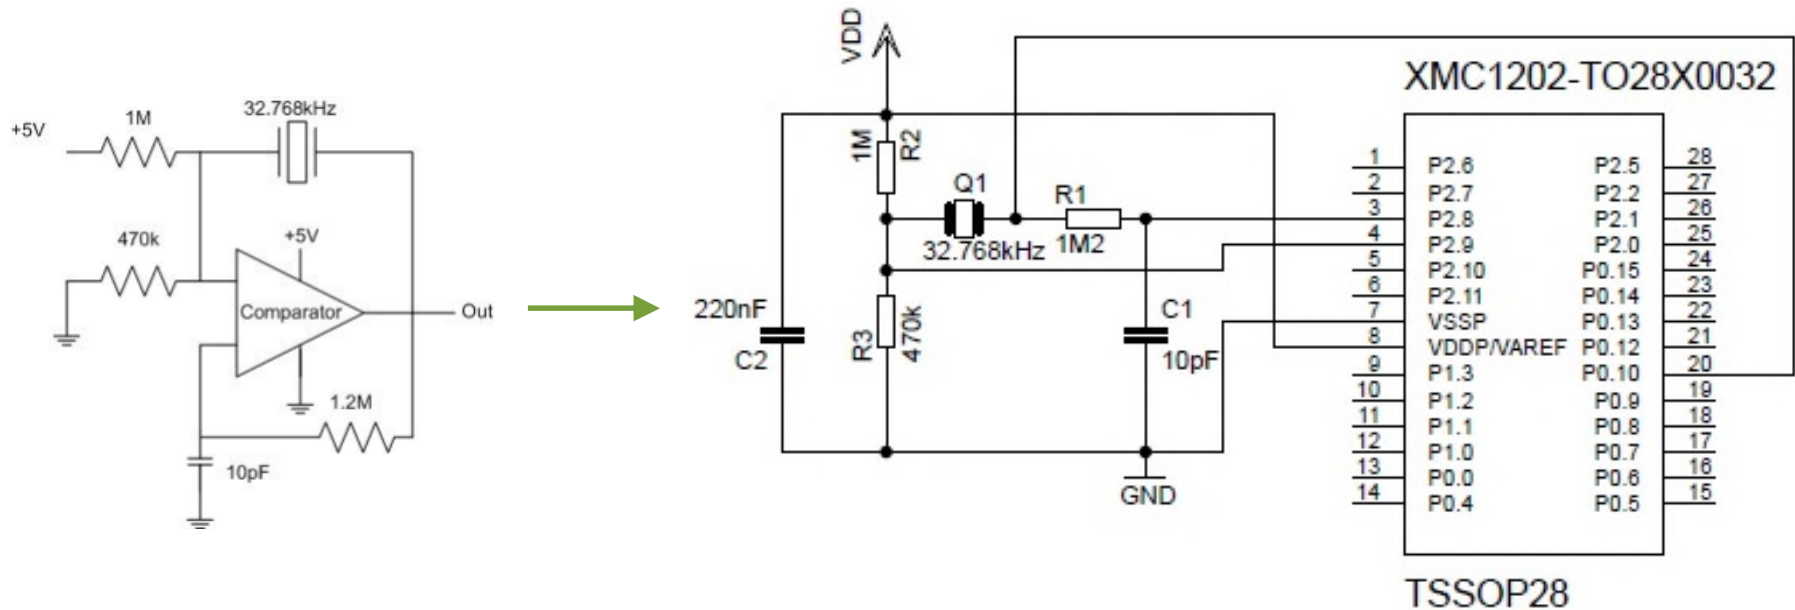 +5V
1M
32.768kHz
470k
+5V
Comparator
Out
1.2M
10pF
VDD
1M
R2
Q1
32.768kHz
R1
1M2
220nF
C2
R3
470k
C1
10pF
GND
XMC1202-TO28X0032
1 P2.6 P2.5 28
2 P2.7 P2.2 27
3 P2.8 P2.1 26
4 P2.9 P2.0 25
5 P2.10 P0.15 24
6 P2.11 P0.14 23
7 VSSP P0.13 22
8 VDDP/VAREF P0.12 21
9 P1.3 P0.10 20
10 P1.2 P0.9 19
11 P1.1 P0.8 18
12 P1.0 P0.7 17
13 P0.0 P0.6 16
14 P0.4 P0.5 15
TSSOP28